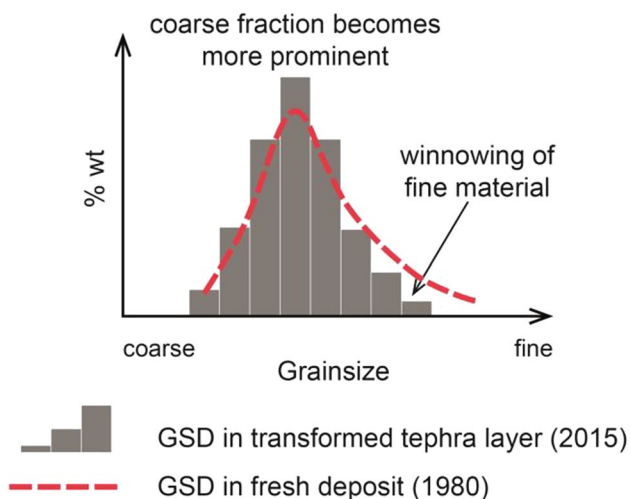 coarse fraction becomes
more prominent
% wt
winnowing of
fine material
coarse
fine
Grainsize
GSD in transformed tephra layer (2015)
GSD in fresh deposit (1980)